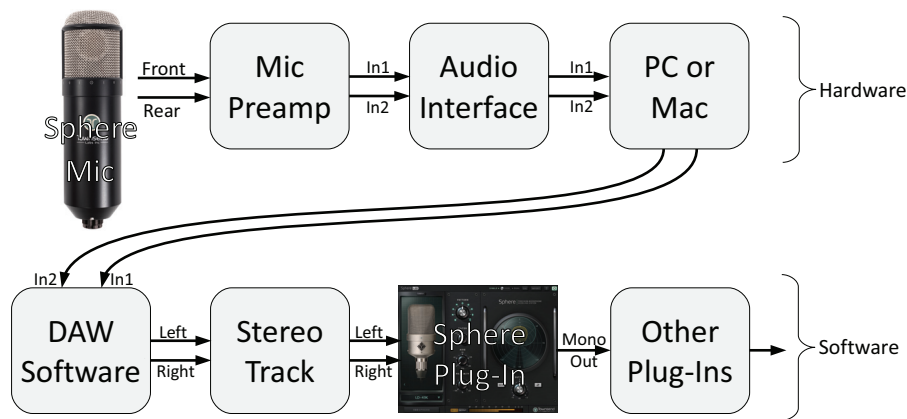 Front
Rear
Sphere
Mic
Mic
Preamp
In1
In2
Audio
Interface
In1
In2
PC or
Mac
Hardware
In2
In1
DAW
Software
Left
Right
Stereo
Track
Left
Right
Sphere
Plug-In
Mono
Out
Other
Plug-Ins
Software